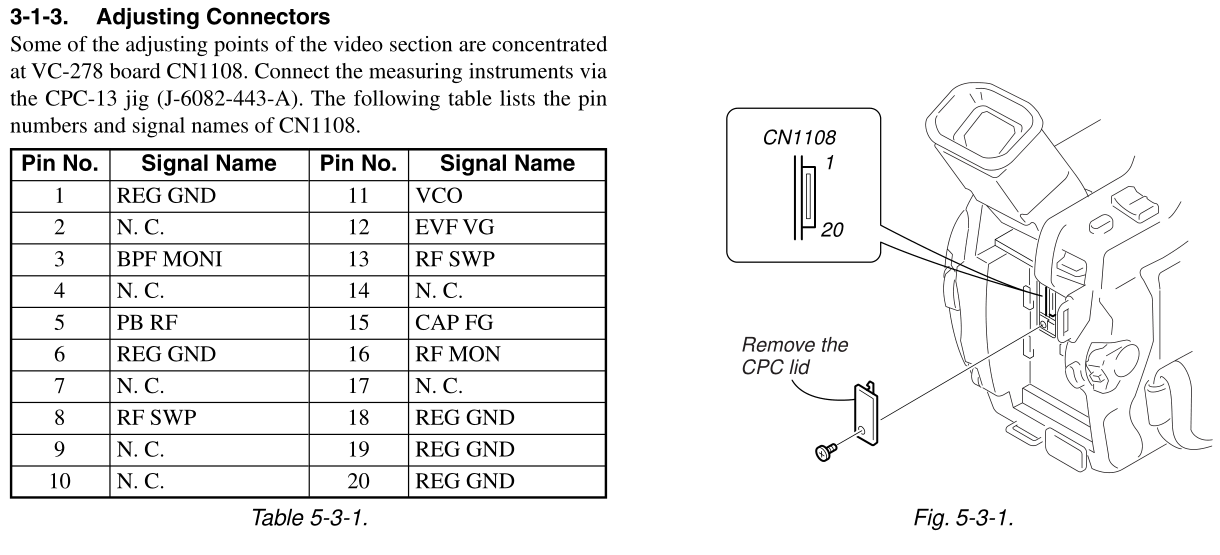 3-1-3. Adjusting Connectors
Some of the adjusting points of the video section are concentrated
at VC-278 board CN1108. Connect the measuring instruments via
the CPC-13 jig (J-6082-443-A). The following table lists the pin
numbers and signal names of CN1108.
Pin No. Signal Name Pin No. Signal Name
1 REG GND 11 VCO
2 N. C. 12 EVF VG
3 BPF MONI 13 RF SWP
4 N. C. 14 N. C.
5 PB RF 15 CAP FG
6 REG GND 16 RF MON
7 N. C. 17 N. C.
8 RF SWP 18 REG GND
9 N. C. 19 REG GND
10 N. C. 20 REG GND
Table 5-3-1.
CN1108
1
20
Remove the
CPC lid
Fig. 5-3-1.